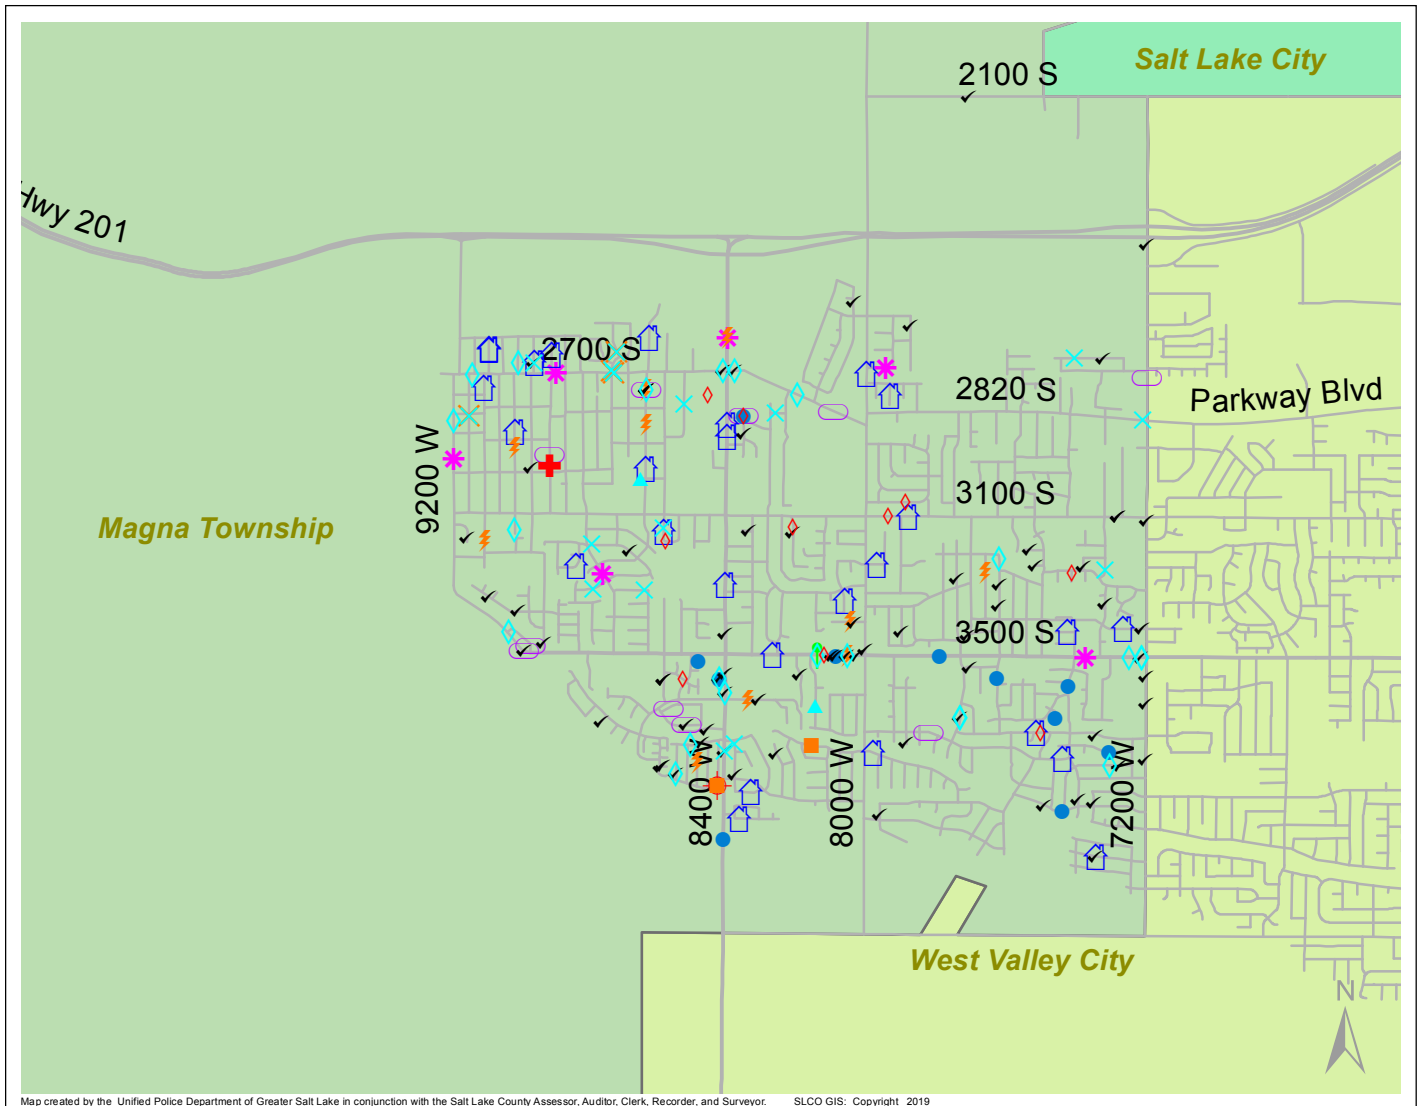 Salt Lake City
2100 S
Hwy 201
2700 S
2820 S
Parkway Blvd
9200 W
3100 S
Magna Township
3500 S
8400 W
8000 W
7200 W
West Valley City
N
Map created by the Unified Police Department of Greater Salt Lake in conjunction with the Salt Lake County Assessor, Auditor, Clerk, Recorder, and Surveyor. SLCO GIS: Copyright 2019